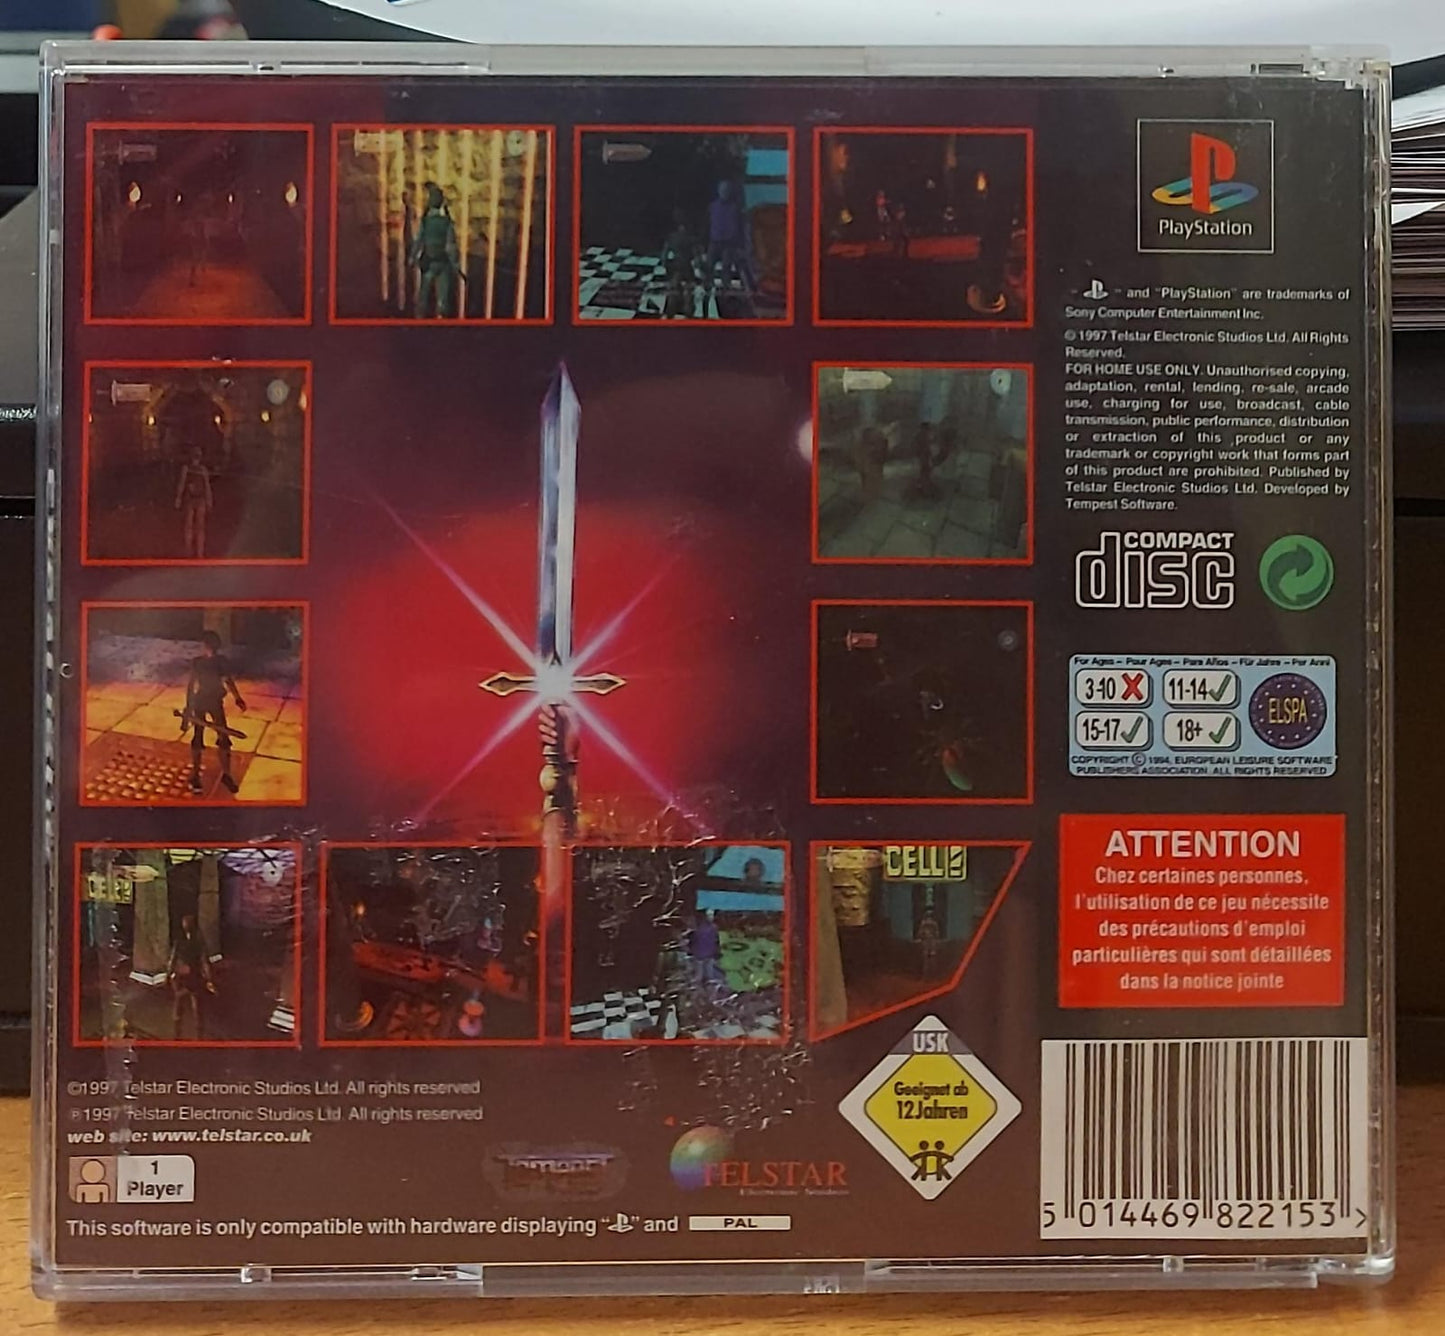 PlayStation
" " and "PlayStation" are trademarks of
Sony Computer Entertainment Inc.
© 1997 Telstar Electronic Studios Ltd. All Rights
Reserved.
FOR HOME USE ONLY. Unauthorised copying,
adaptation, rental, lending, re-sale, arcade
use, charging for use, broadcast, cable
transmission, public performance, distribution
or extraction of this product or any
trademark or copyright work that forms part
of this product are prohibited. Published by
Telstar Electronic Studios Ltd. Developed by
Tempest Software.
COMPACT
disc
For Ages – Pour Ages – Para Años – Für Jahre – Per Anni
3-10 11-14
15-17 18+
ELSPA
COPYRIGHT © 1994, EUROPEAN LEISURE SOFTWARE
PUBLISHERS ASSOCIATION. ALL RIGHTS RESERVED
ATTENTION
Chez certaines personnes,
l'utilisation de ce jeu nécessite
des précautions d'emploi
particulières qui sont détaillées
dans la notice jointe
CELL
©1997 Telstar Electronic Studios Ltd. All rights reserved
℗1997 Telstar Electronic Studios Ltd. All rights reserved
web site: www.telstar.co.uk
1
Player
Tempest
TELSTAR
Electronic Studios
USK
Geeignet ab
12 Jahren
This software is only compatible with hardware displaying " " and PAL
5 014469 822153 >